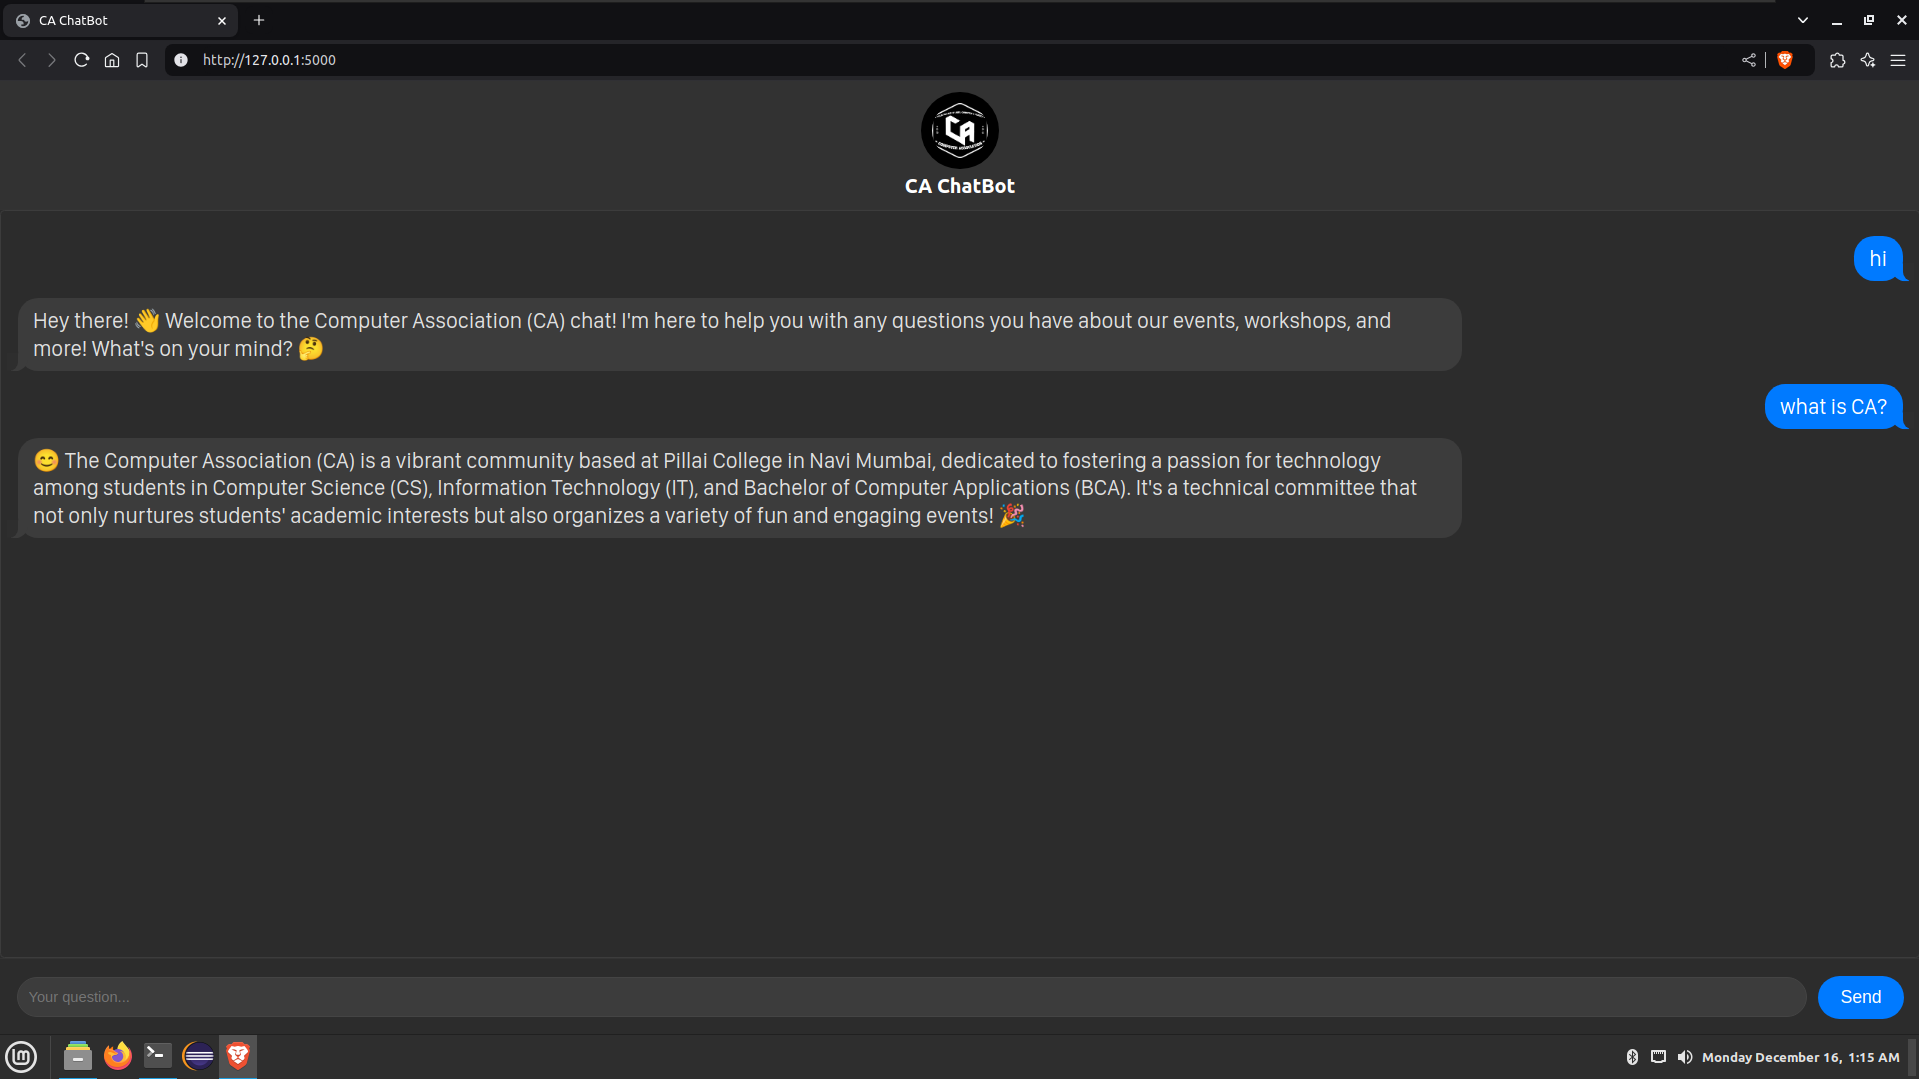 CA ChatBot
http://127.0.0.1:5000
CA
COMPUTER ASSOCIATION
CA ChatBot
hi
Hey there! 👋 Welcome to the Computer Association (CA) chat! I'm here to help you with any questions you have about our events, workshops, and
more! What's on your mind? 🤔
what is CA?
😊 The Computer Association (CA) is a vibrant community based at Pillai College in Navi Mumbai, dedicated to fostering a passion for technology
among students in Computer Science (CS), Information Technology (IT), and Bachelor of Computer Applications (BCA). It's a technical committee that
not only nurtures students' academic interests but also organizes a variety of fun and engaging events! 🎉
Your question...
Send
Monday December 16, 1:15 AM